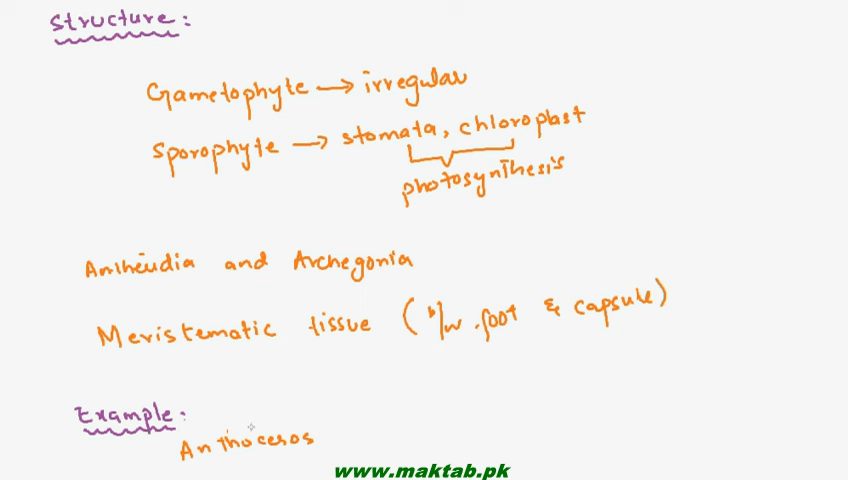 Structure:
Gametophyte → irregular
Sporophyte → stomata, chloroplast
photosynthesis
Antheridia and Archegonia
Meristematic tissue (b/w foot & capsule)
Example:
Anthoceros
www.maktab.pk